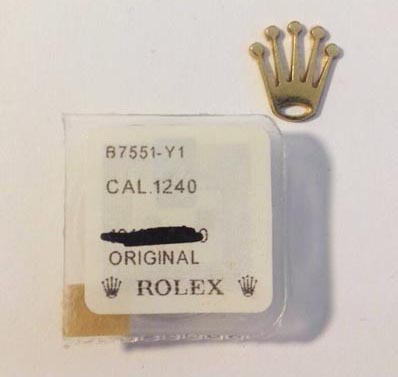 B7551-Y1
CAL.1240
ORIGINAL
ROLEX